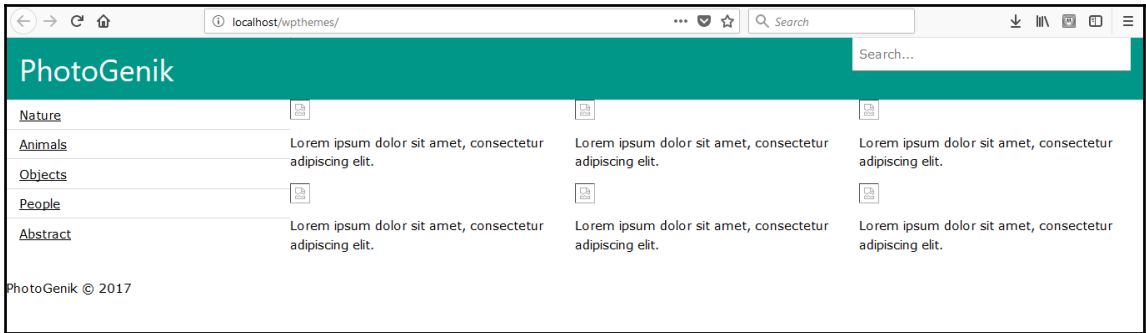 localhost/wpthemes/
Search
PhotoGenik
Search...
Nature
Animals
Objects
People
Abstract
Lorem ipsum dolor sit amet, consectetur
adipiscing elit.
Lorem ipsum dolor sit amet, consectetur
adipiscing elit.
Lorem ipsum dolor sit amet, consectetur
adipiscing elit.
Lorem ipsum dolor sit amet, consectetur
adipiscing elit.
Lorem ipsum dolor sit amet, consectetur
adipiscing elit.
Lorem ipsum dolor sit amet, consectetur
adipiscing elit.
PhotoGenik © 2017